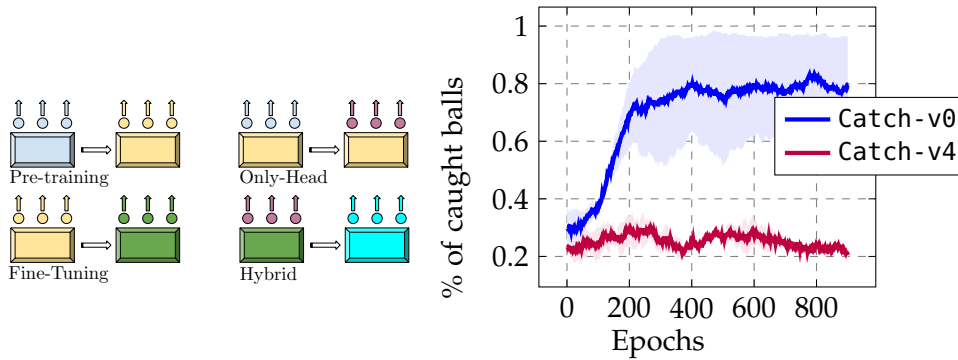 Pre-training
Only-Head
Fine-Tuning
Hybrid
% of caught balls
1
0.8
0.6
0.4
0.2
0
200
400
600
800
Epochs
Catch-v0
Catch-v4